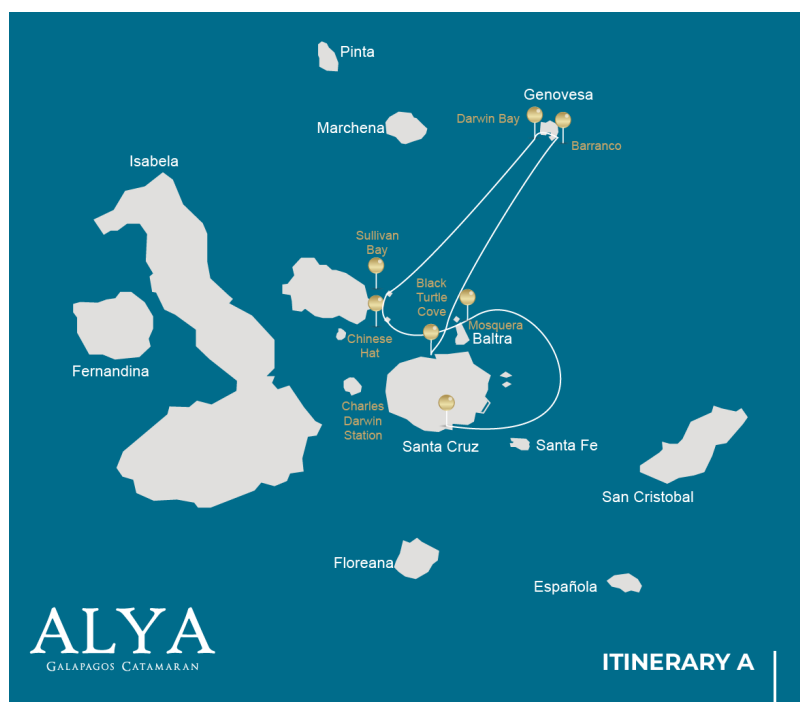 Pinta
Genovesa
Darwin Bay
Marchena
Barranco
Isabela
Sullivan
Bay
Black
Turtle
Cove
Mosquera
Chinese
Hat
Baltra
Fernandina
Charles
Darwin
Station
Santa Cruz
Santa Fe
San Cristobal
Floreana
Española
ALYA
GALAPAGOS CATAMARAN
ITINERARY A